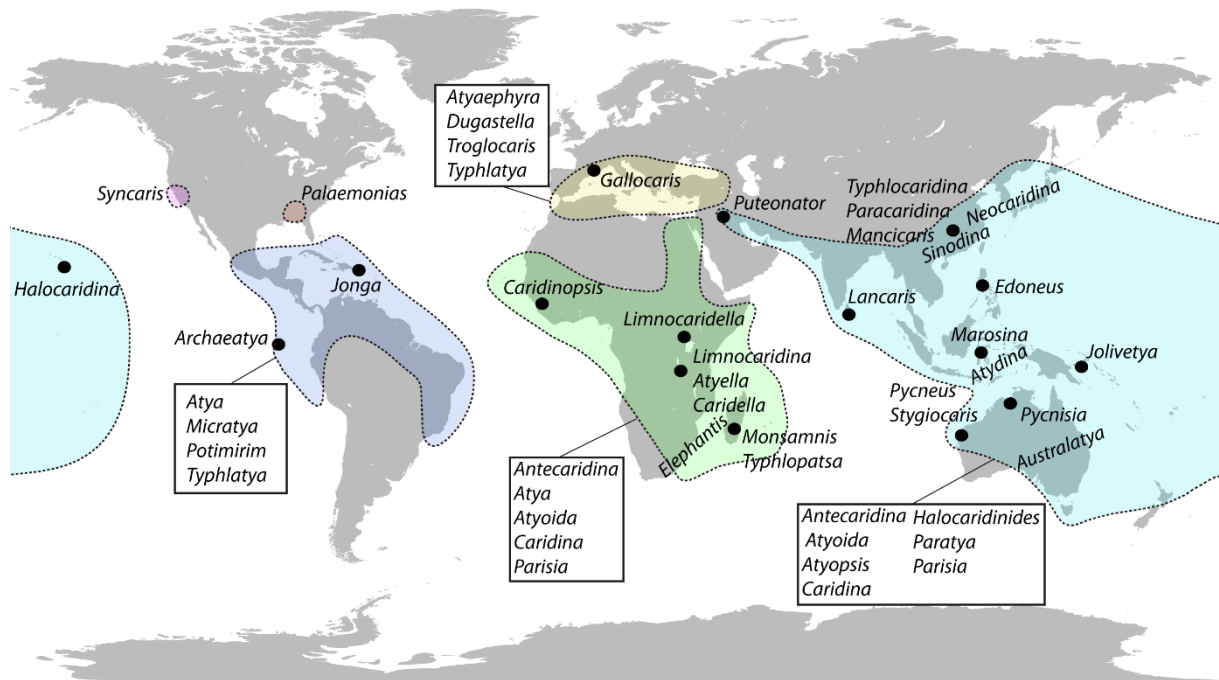 Atyaephyra
Dugastella
Troglocaris
Typhlatya
Gallocaris
Syncaris
Palaemonias
Puteonator
Typhlocaridina
Paracaridina
Mancicaris
Neocaridina
Sinodina
Halocaridina
Jonga
Caridinopsis
Edoneus
Lancaris
Limnocaridella
Archaeatya
Marosina
Atydina
Jolivetya
Limnocaridina
Atyella
Caridella
Pycneus
Stygiocaris
Pycnisia
Atya
Micratya
Potimirim
Typhlatya
Elephantis
Monsamnis
Typhlopatsa
Australatya
Antecaridina
Atya
Atyoida
Caridina
Parisia
Antecaridina Halocaridinides
Atyoida Paratya
Atyopsis Parisia
Caridina